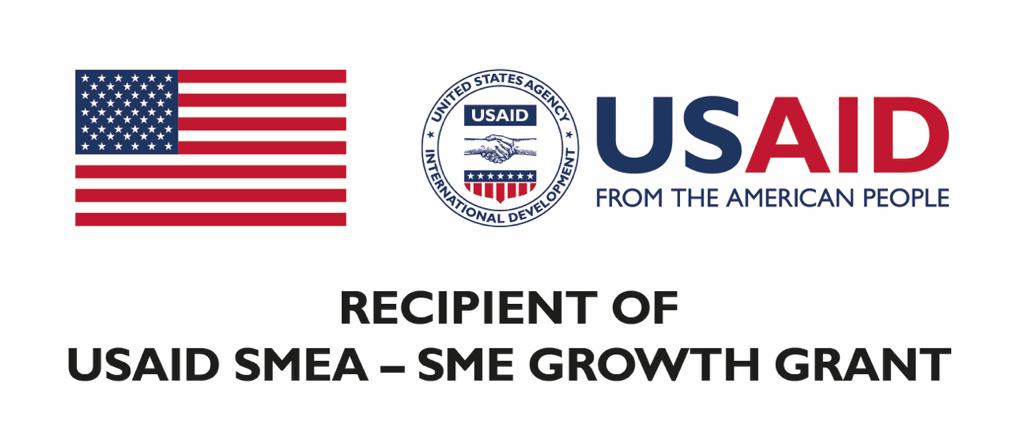 UNITED STATES AGENCY
USAID
INTERNATIONAL DEVELOPMENT
USAID
FROM THE AMERICAN PEOPLE
RECIPIENT OF
USAID SMEA – SME GROWTH GRANT